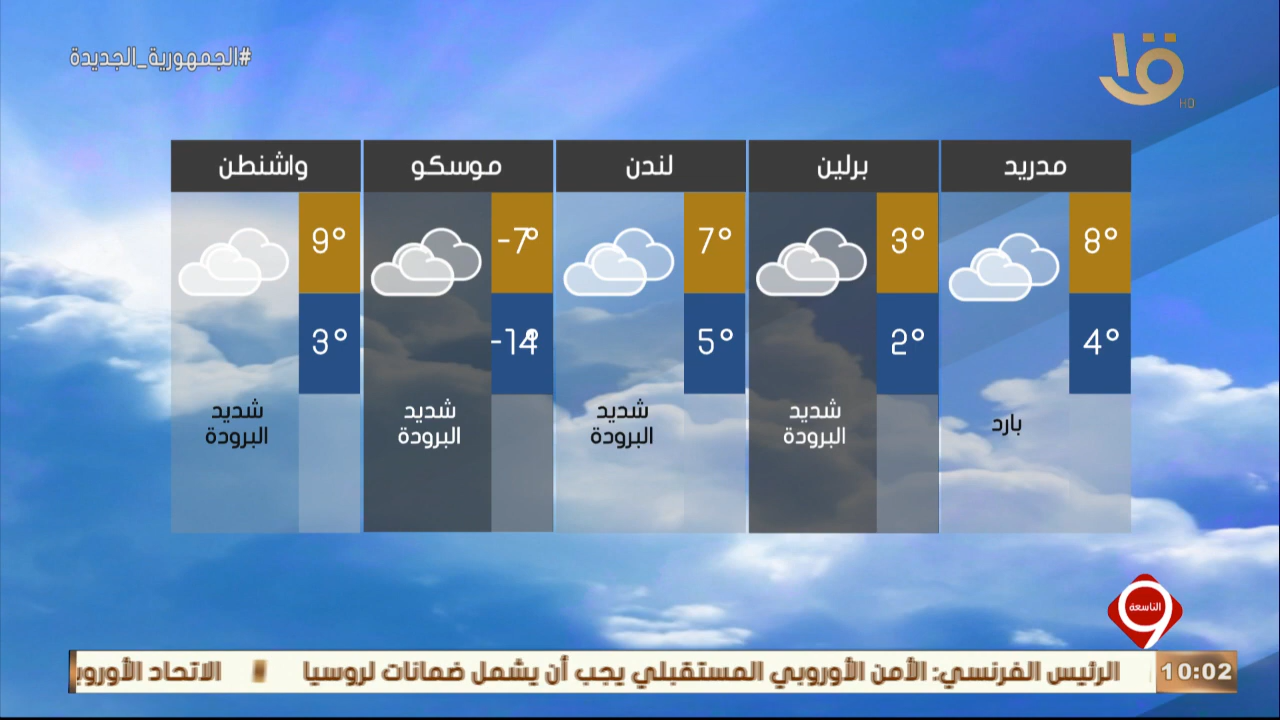 #الجمهورية_الجديدة
HD
مدريد
8°
4°
بارد
برلين
3°
2°
شديد
البرودة
لندن
7°
5°
شديد
البرودة
موسكو
-7°
-14°
شديد
البرودة
واشنطن
9°
3°
شديد
البرودة
التاسعة
9
10:02
الرئيس الفرنسي: الأمن الأوروبي المستقبلي يجب أن يشمل ضمانات لروسيا
الاتحاد